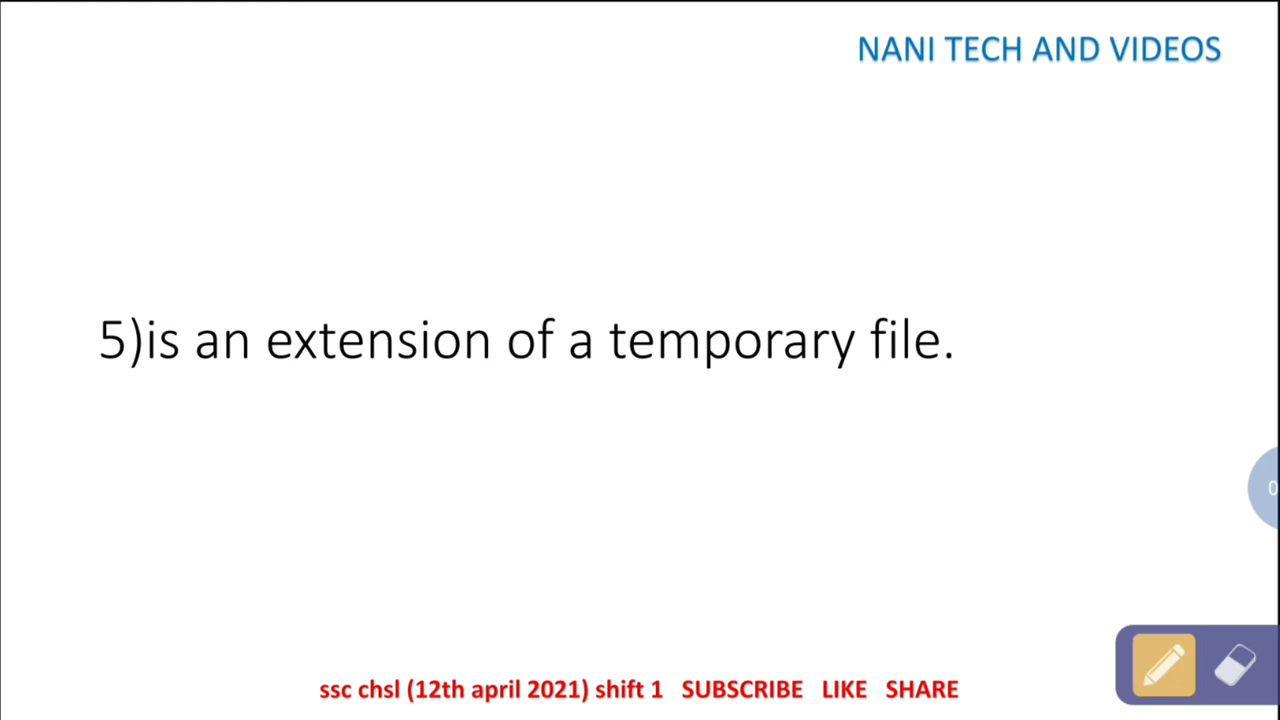 NANI TECH AND VIDEOS
5)is an extension of a temporary file.
0
ssc chsl (12th april 2021) shift 1 SUBSCRIBE LIKE SHARE